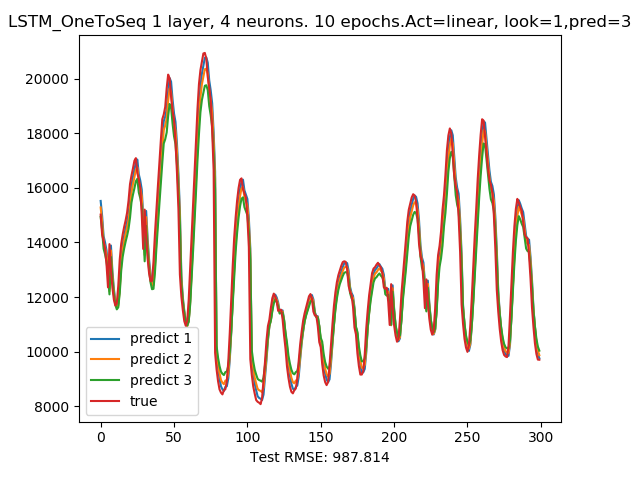 LSTM_OneToSeq 1 layer, 4 neurons. 10 epochs.Act=linear, look=1,pred=3
20000
18000
16000
14000
12000
10000
8000
predict 1
predict 2
predict 3
true
0 50 100 150 200 250 300
Test RMSE: 987.814